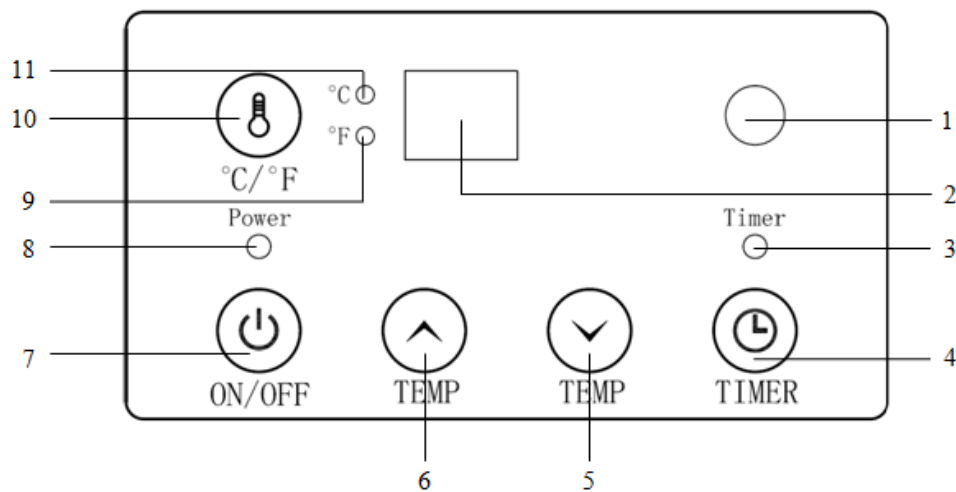 11
°C
10
°F
1
°C/°F
2
9
Power
Timer
8
3
7
4
ON/OFF
TEMP
TEMP
TIMER
6
5